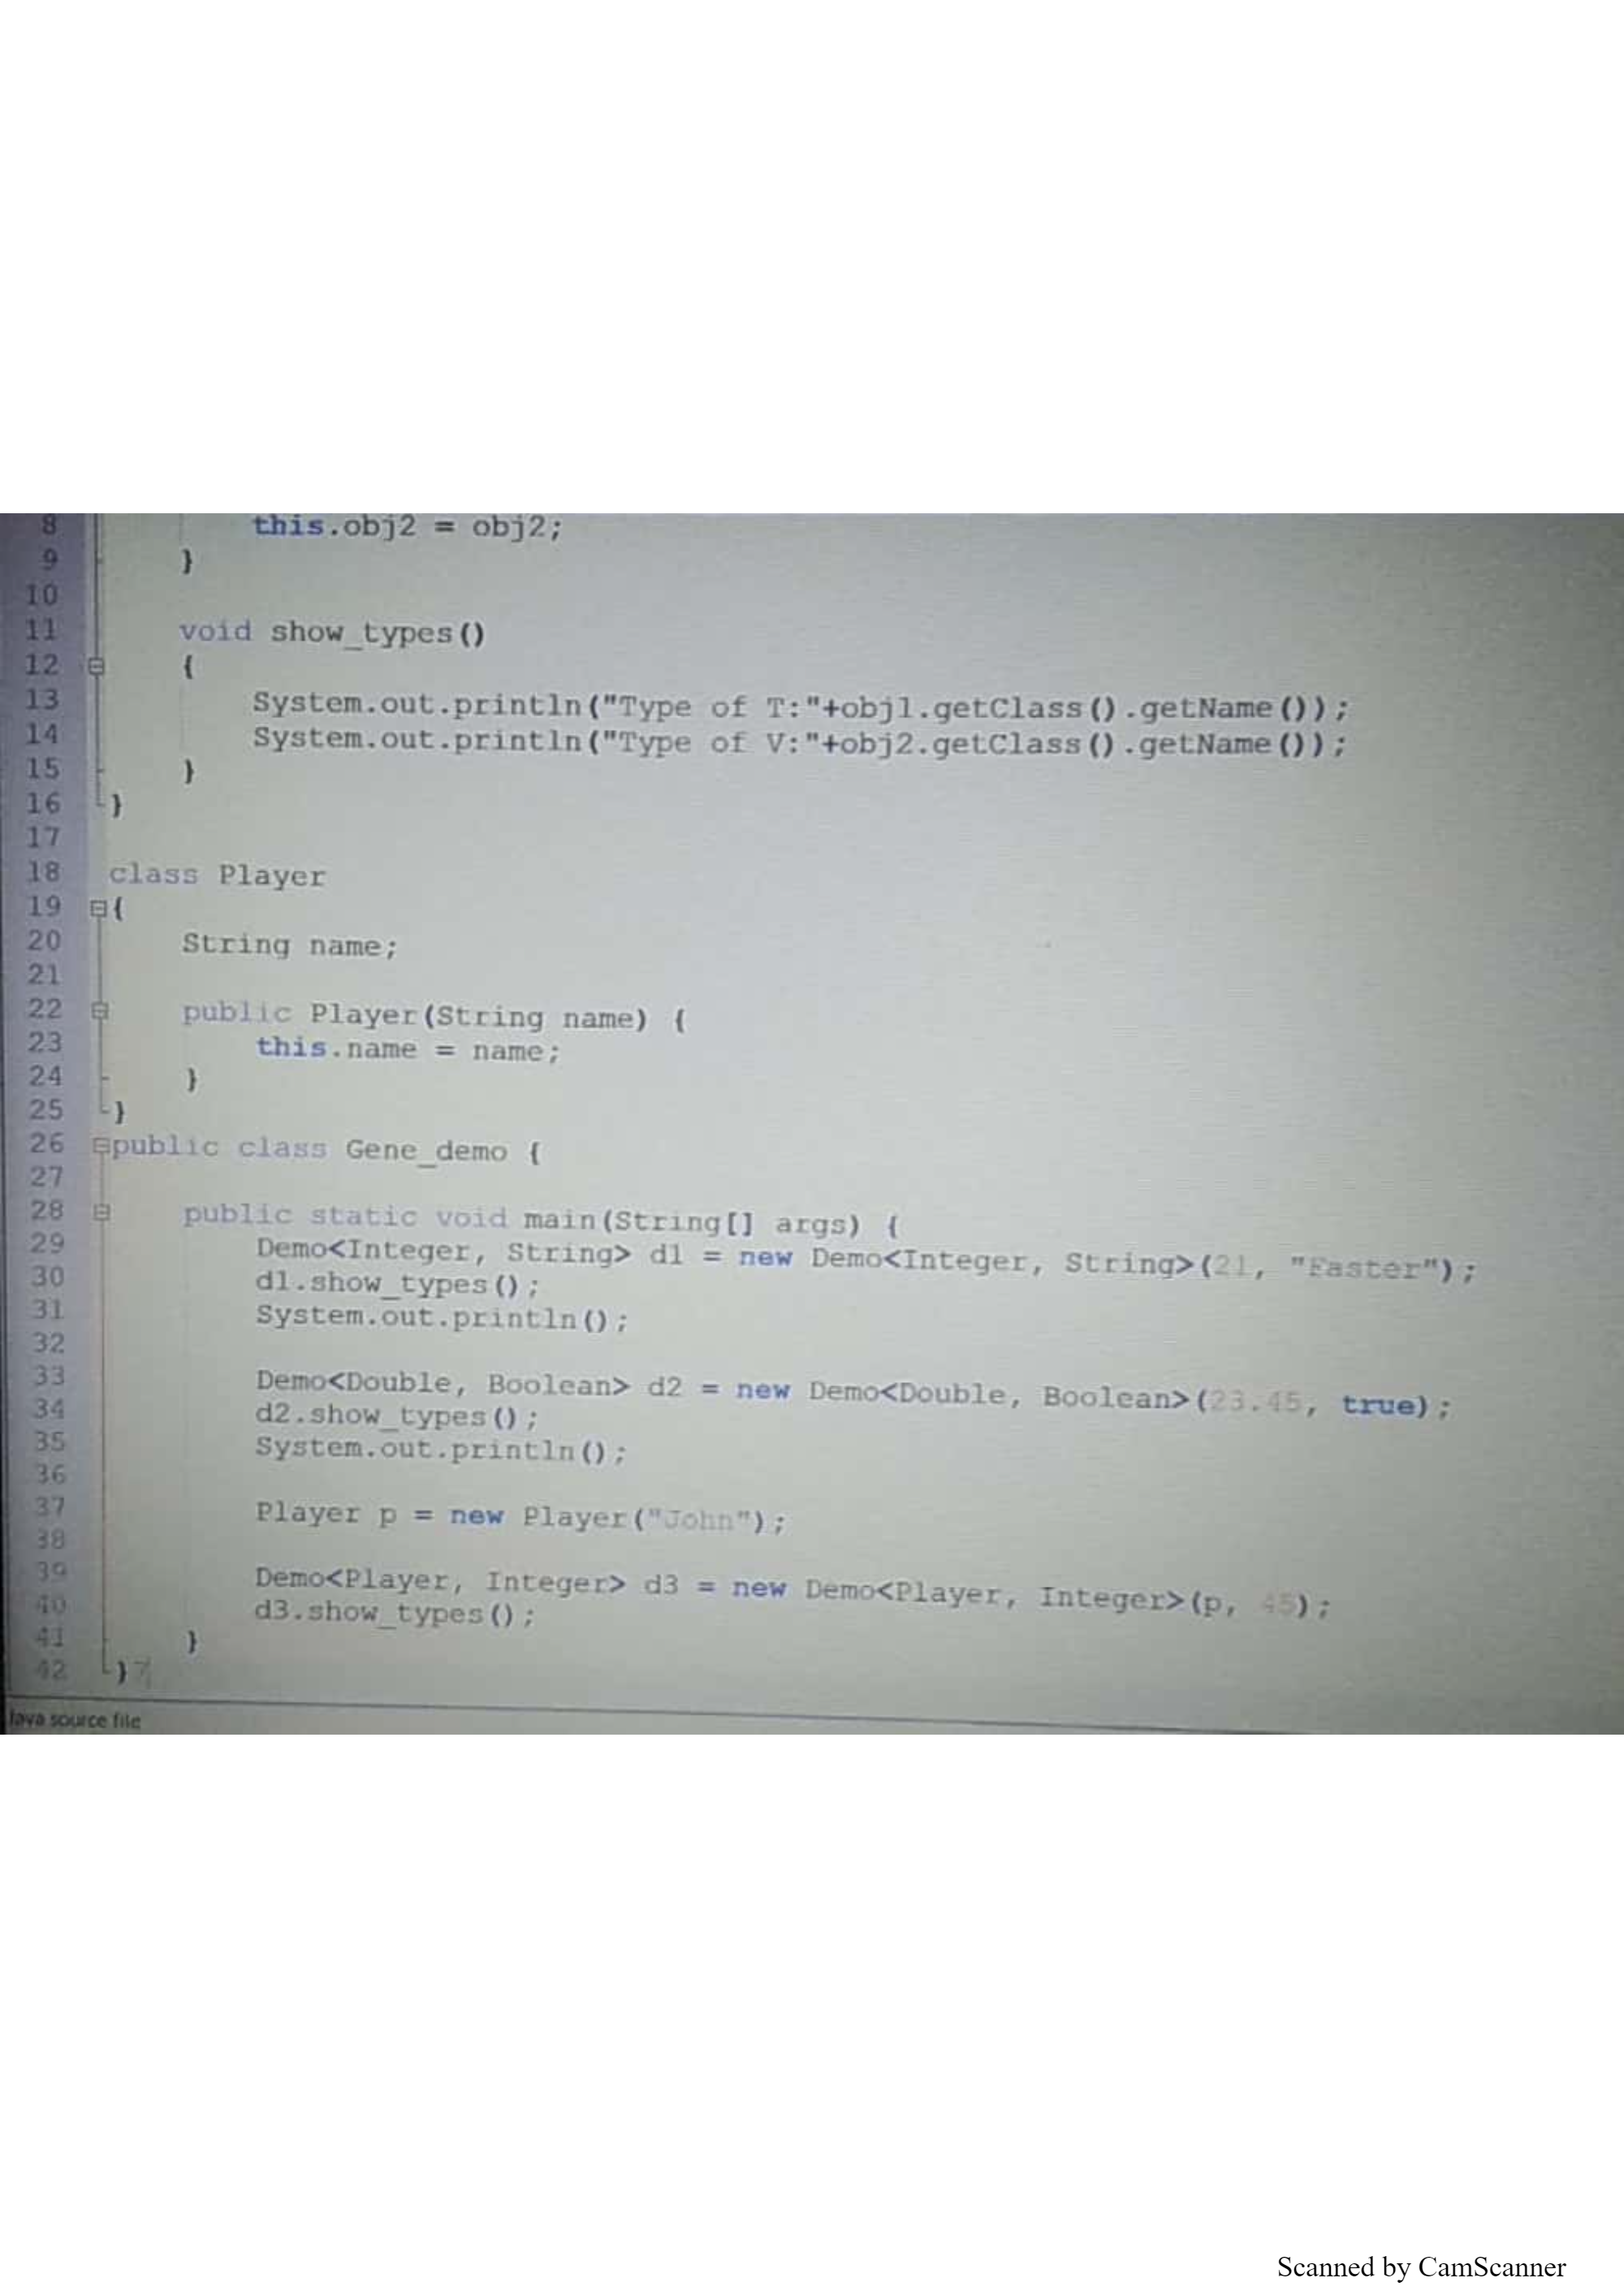 8 this.obj2 = obj2;
9 }
10
11 void show_types()
12 {
13 System.out.println("Type of T:"+obj1.getClass().getName());
14 System.out.println("Type of V:"+obj2.getClass().getName());
15 }
16 }
17
18 class Player
19 {
20 String name;
21
22 public Player(String name) {
23 this.name = name;
24 }
25 }
26 public class Gene_demo {
27
28 public static void main(String[] args) {
29 Demo<Integer, String> d1 = new Demo<Integer, String>(21, "Faster");
30 d1.show_types();
31 System.out.println();
32
33 Demo<Double, Boolean> d2 = new Demo<Double, Boolean>(23.45, true);
34 d2.show_types();
35 System.out.println();
36
37 Player p = new Player("John");
38
39 Demo<Player, Integer> d3 = new Demo<Player, Integer>(p, 45);
40 d3.show_types();
41 }
42 }
Java source file
Scanned by CamScanner